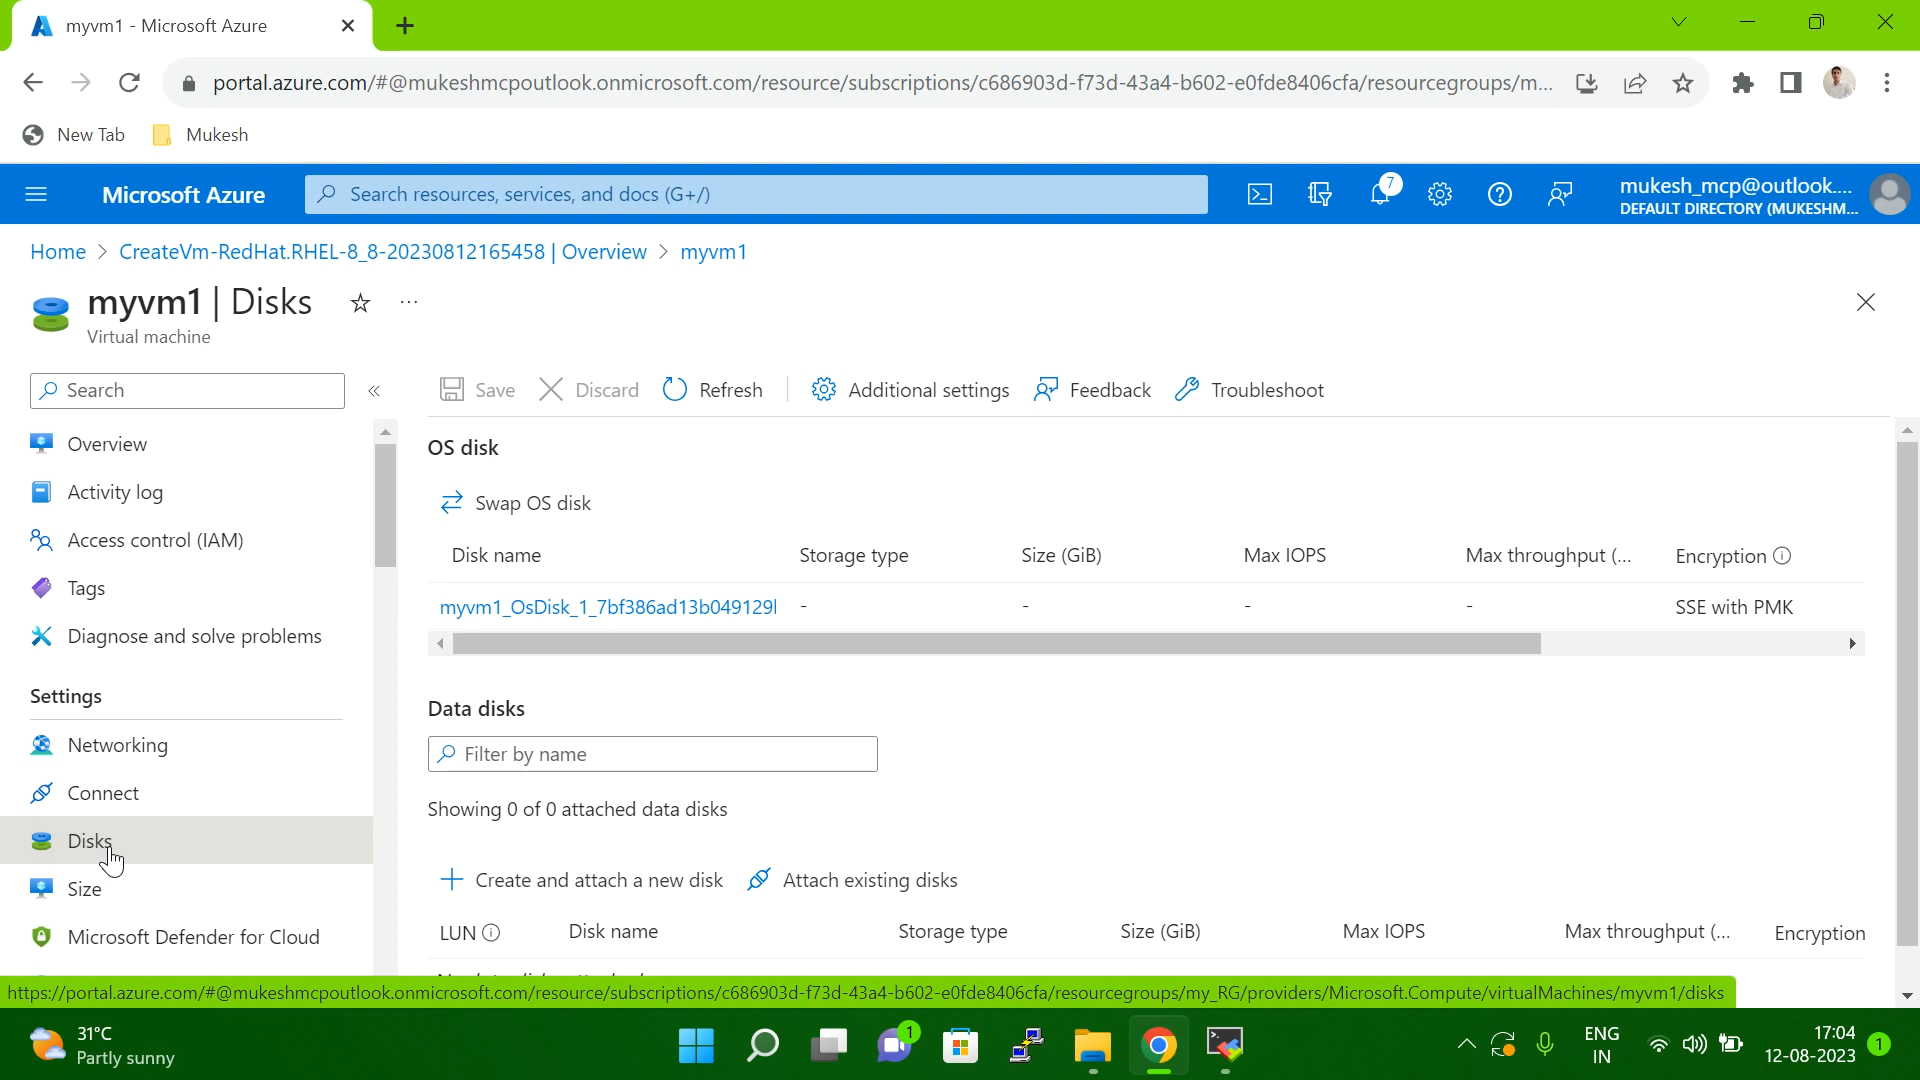 myvm1 - Microsoft Azure
portal.azure.com/#@mukeshmcpoutlook.onmicrosoft.com/resource/subscriptions/c686903d-f73d-43a4-b602-e0fde8406cfa/resourcegroups/m...
New Tab
Mukesh
Microsoft Azure
Search resources, services, and docs (G+/)
7
mukesh_mcp@outlook....
DEFAULT DIRECTORY (MUKESHM...
Home > CreateVm-RedHat.RHEL-8_8-20230812165458 | Overview > myvm1
myvm1 | Disks
...
Virtual machine
Search
«
Save
Discard
Refresh
Additional settings
Feedback
Troubleshoot
Overview
Activity log
Access control (IAM)
Tags
Diagnose and solve problems
Settings
Networking
Connect
Disks
Size
Microsoft Defender for Cloud
OS disk
Swap OS disk
Disk name Storage type Size (GiB) Max IOPS Max throughput (... Encryption
myvm1_OsDisk_1_7bf386ad13b049129 - - - - SSE with PMK
Data disks
Filter by name
Showing 0 of 0 attached data disks
Create and attach a new disk
Attach existing disks
LUN Disk name Storage type Size (GiB) Max IOPS Max throughput (... Encryption
https://portal.azure.com/#@mukeshmcpoutlook.onmicrosoft.com/resource/subscriptions/c686903d-f73d-43a4-b602-e0fde8406cfa/resourcegroups/my_RG/providers/Microsoft.Compute/virtualMachines/myvm1/disks
31°C
Partly sunny
1
ENG
IN
17:04
12-08-2023
1